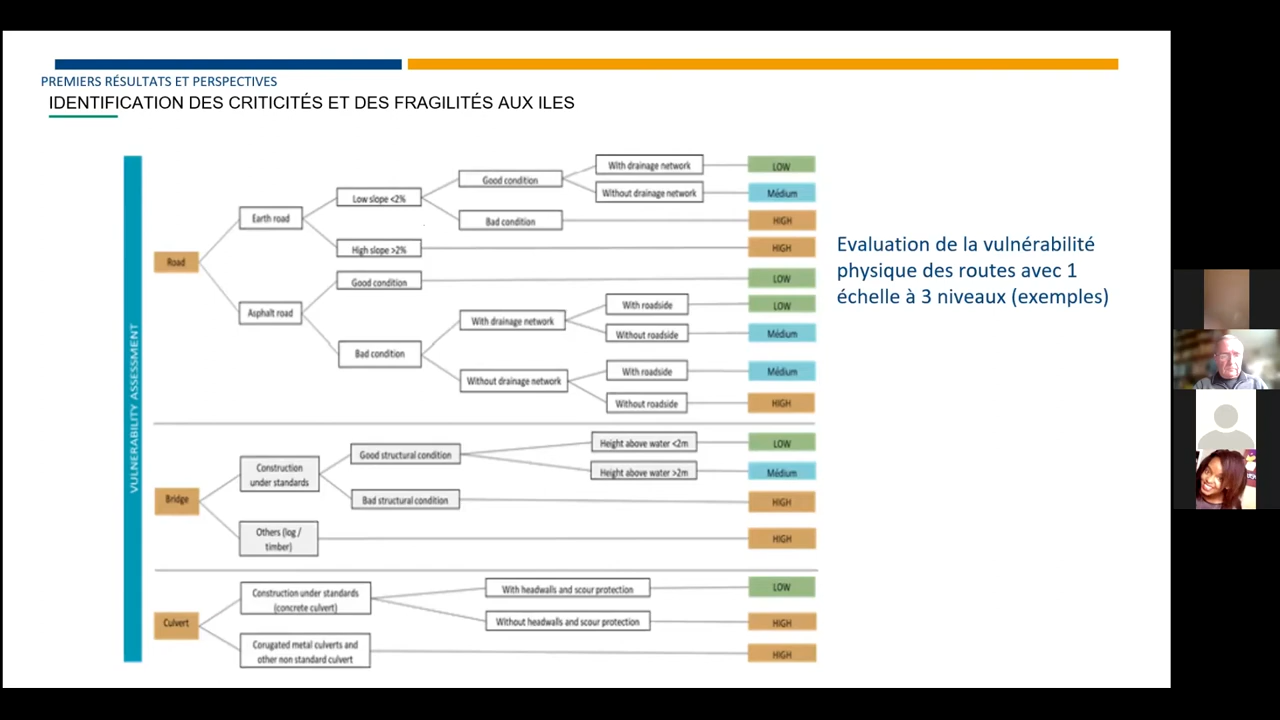 PREMIERS RÉSULTATS ET PERSPECTIVES
IDENTIFICATION DES CRITICITÉS ET DES FRAGILITÉS AUX ILES
VULNERABILITY ASSESSMENT
With drainage network
LOW
Good condition
Low slope <2%
Without drainage network
Médium
Earth road
Bad condition
HIGH
High slope >2%
HIGH
Road
Good condition
LOW
Asphalt road
With drainage network
With roadside
LOW
Without roadside
Médium
Bad condition
Without drainage network
With roadside
Médium
Without roadside
HIGH
Evaluation de la vulnérabilité
physique des routes avec 1
échelle à 3 niveaux (exemples)
Height above water <2m
LOW
Good structural condition
Construction
under standards
Height above water >2m
Médium
Bridge
Bad structural condition
HIGH
Others (log /
timber)
HIGH
Construction under standards
(concrete culvert)
With headwalls and scour protection
LOW
Culvert
Without headwalls and scour protection
HIGH
Corugated metal culverts and
other non standard culvert
HIGH